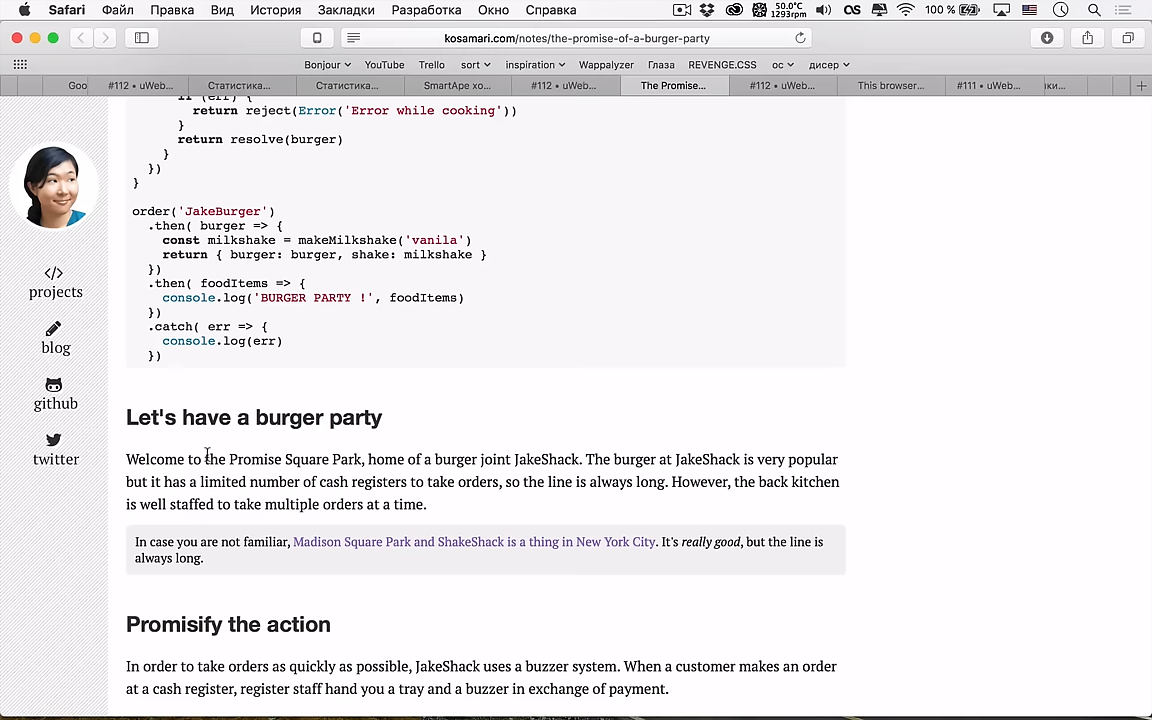 Safari Файл Правка Вид История Закладки Разработка Окно Справка 50.0°C 1293rpm 100 %
kosamari.com/notes/the-promise-of-a-burger-party
Bonjour YouTube Trello sort inspiration Wappalyzer Глаза REVENGE.CSS ос дисер
Goo #112 • uWeb... Статистика... Статистика... SmartApe хо... #112 • uWeb... The Promise... #112 • uWeb... This browser... #111 • uWeb... ики...
if (err) {
return reject(Error('Error while cooking'))
}
return resolve(burger)
}
})
}
order('JakeBurger')
.then( burger => {
const milkshake = makeMilkshake('vanila')
return { burger: burger, shake: milkshake }
})
.then( foodItems => {
console.log('BURGER PARTY !', foodItems)
})
.catch( err => {
console.log(err)
})
</> projects
blog
github
twitter
Let's have a burger party
Welcome to the Promise Square Park, home of a burger joint JakeShack. The burger at JakeShack is very popular
but it has a limited number of cash registers to take orders, so the line is always long. However, the back kitchen
is well staffed to take multiple orders at a time.
In case you are not familiar, Madison Square Park and ShakeShack is a thing in New York City. It's really good, but the line is
always long.
Promisify the action
In order to take orders as quickly as possible, JakeShack uses a buzzer system. When a customer makes an order
at a cash register, register staff hand you a tray and a buzzer in exchange of payment.